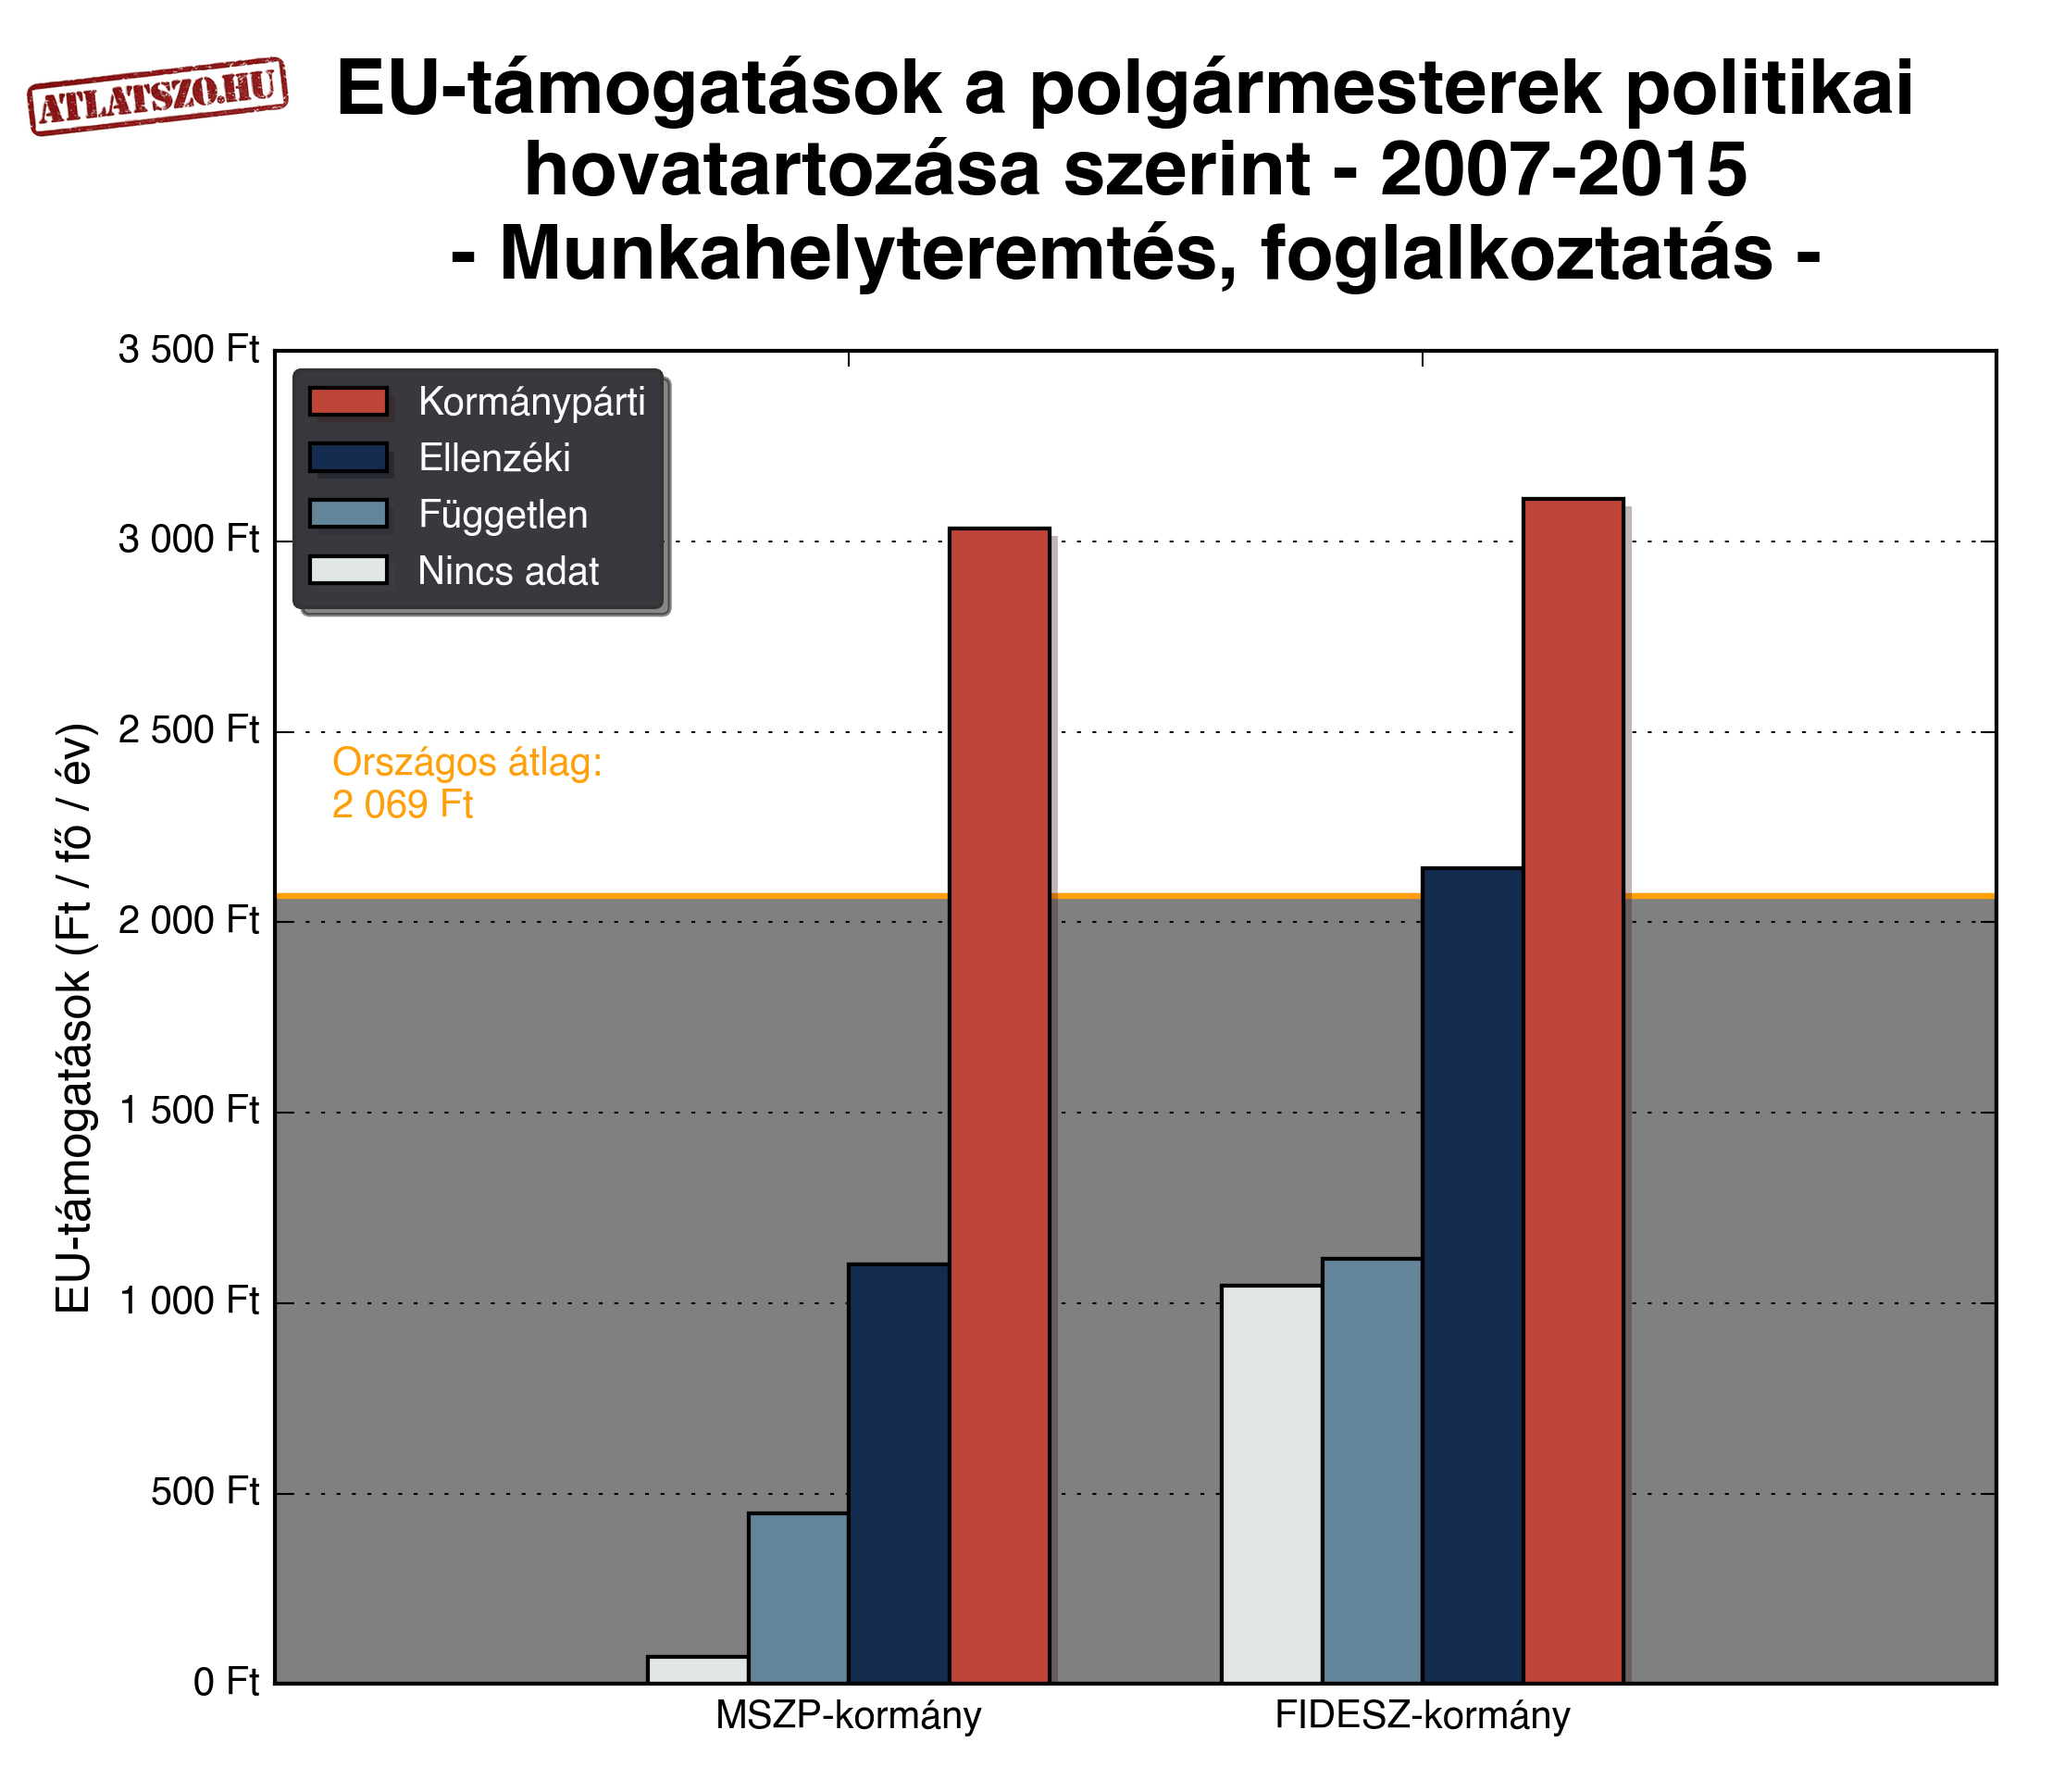 ATLATSZO.HU
EU-támogatások a polgármesterek politikai
hovatartozása szerint - 2007-2015
- Munkahelyteremtés, foglalkoztatás -
3 500 Ft
3 000 Ft
2 500 Ft
2 000 Ft
1 500 Ft
1 000 Ft
500 Ft
0 Ft
EU-támogatások (Ft / fő / év)
Kormánypárti
Ellenzéki
Független
Nincs adat
Országos átlag:
2 069 Ft
MSZP-kormány
FIDESZ-kormány